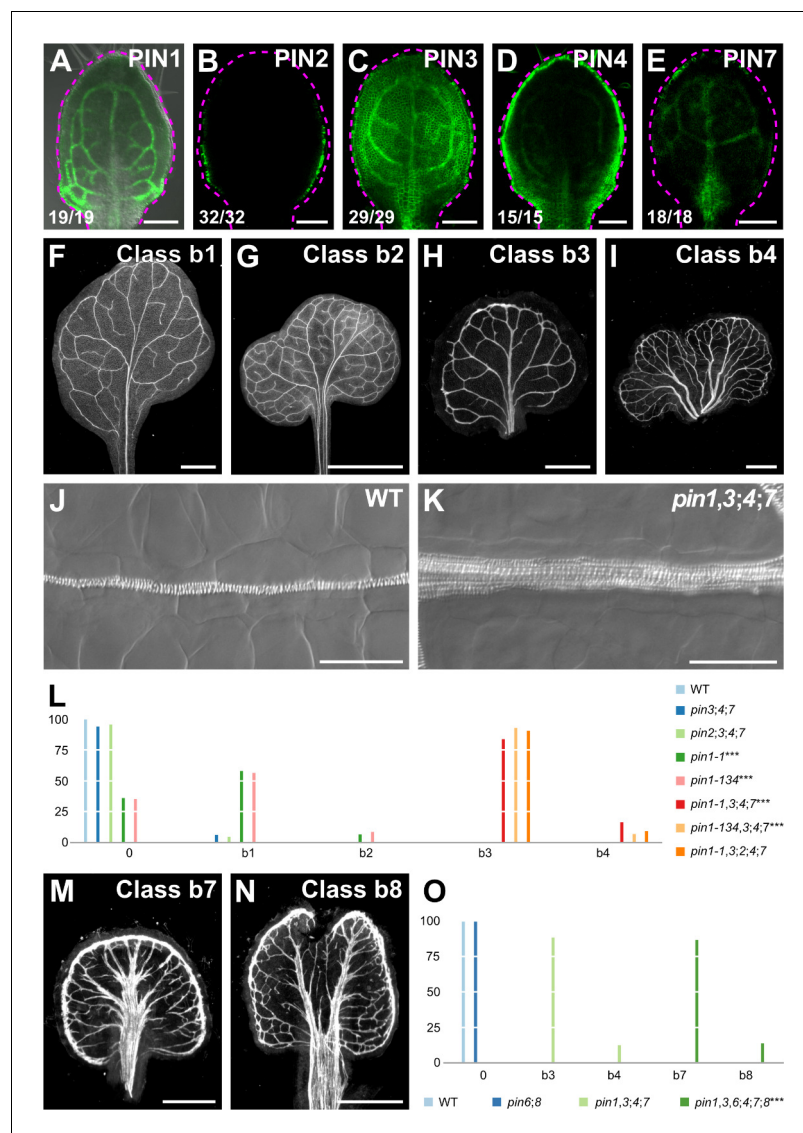 A PIN1
19/19
B PIN2
32/32
C PIN3
29/29
D PIN4
15/15
E PIN7
18/18
F Class b1
G Class b2
H Class b3
I Class b4
J WT
K pin1,3;4;7
L
100
75
50
25
0
0 b1 b2 b3 b4
WT
pin3;4;7
pin2;3;4;7
pin1-1***
pin1-134***
pin1-1,3;4;7***
pin1-134,3;4;7***
pin1-1,3;2;4;7
M Class b7
N Class b8
O
100
75
50
25
0
0 b3 b4 b7 b8
WT pin6;8 pin1,3;4;7 pin1,3,6;4;7;8***